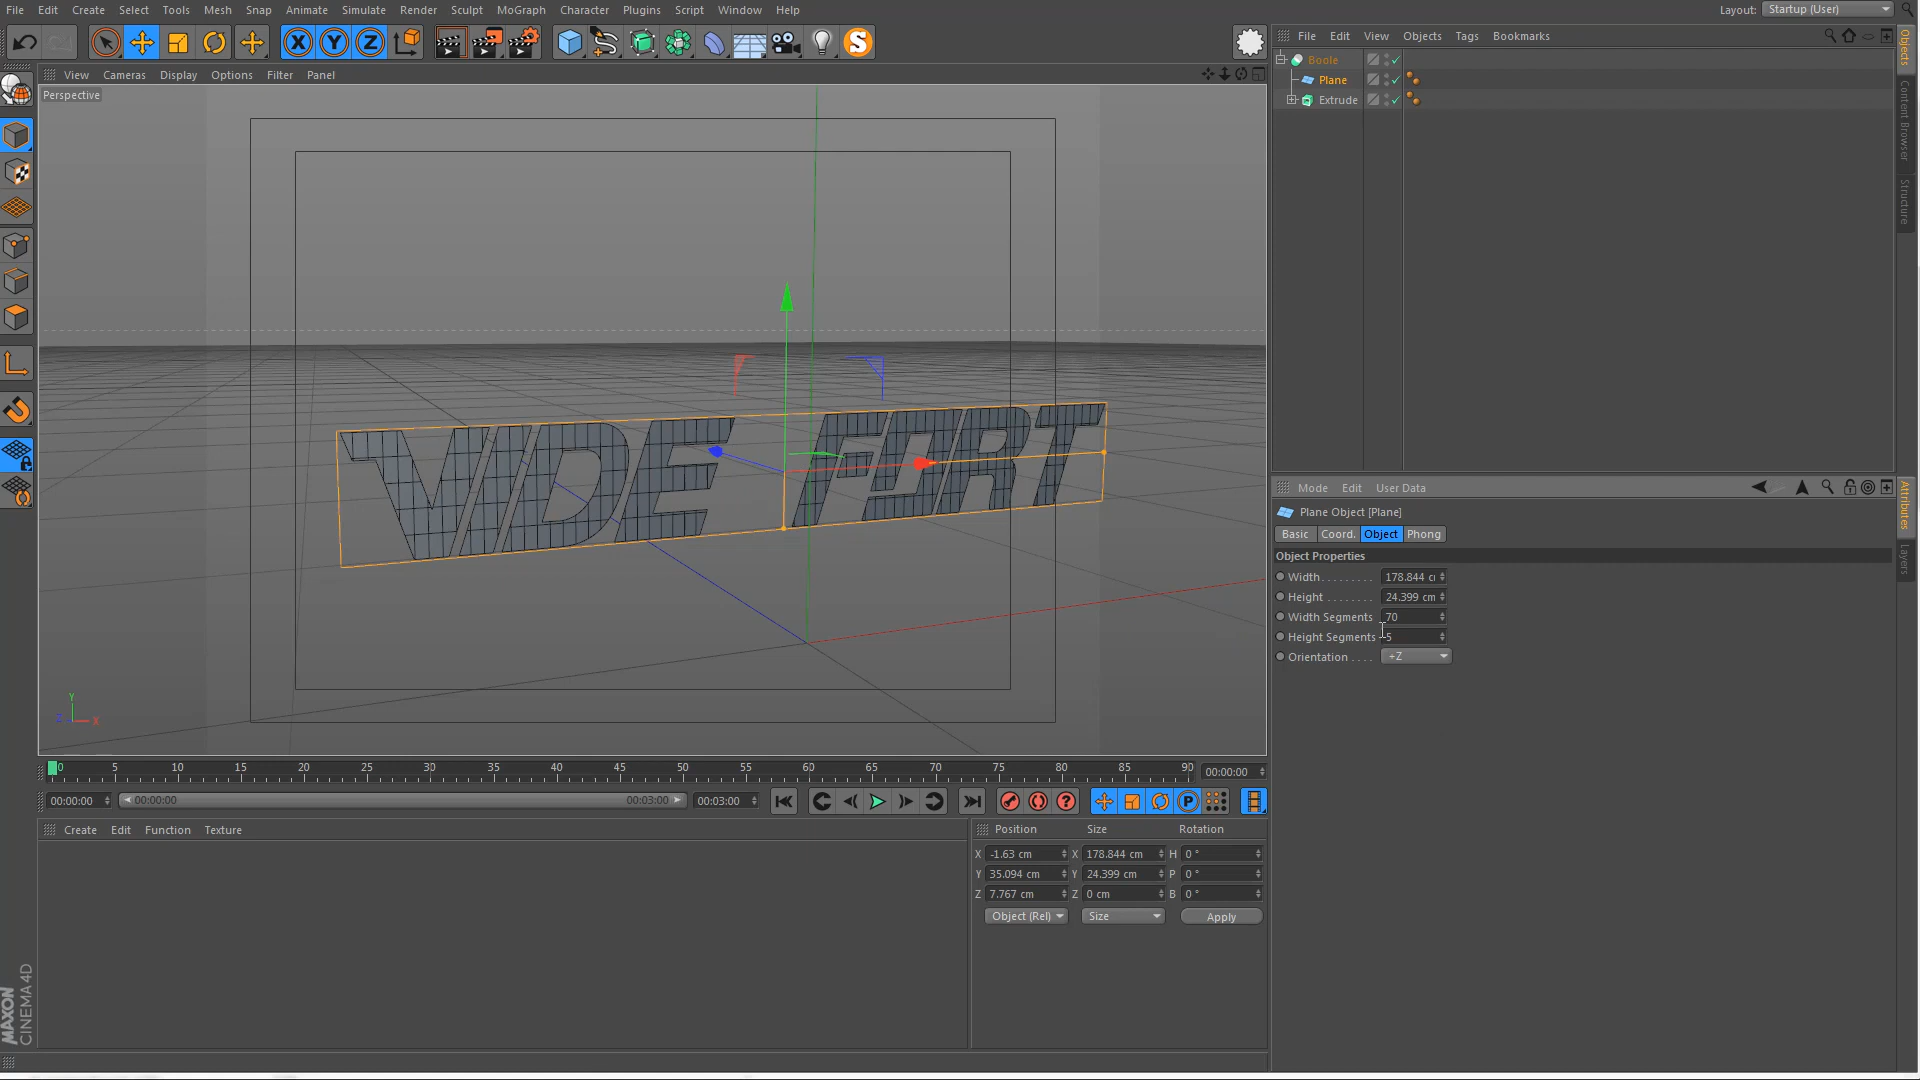 File Edit Create Select Tools Mesh Snap Animate Simulate Render Sculpt MoGraph Character Plugins Script Window Help
Layout: Startup (User)
X Y Z
S
File Edit View Objects Tags Bookmarks
Boole
Plane
Extrude
Objects
Content Browser
Structure
View Cameras Display Options Filter Panel
Perspective
VIDE FORT
Y
Z X
Mode Edit User Data
Attributes
Layers
Plane Object [Plane]
Basic Coord. Object Phong
Object Properties
Width . . . . . . . . 178.844 c
Height . . . . . . . . 24.399 cm
Width Segments 70
Height Segments 5
Orientation . . . . +Z
0 5 10 15 20 25 30 35 40 45 50 55 60 65 70 75 80 85 90
00:00:00
00:00:00 00:00:00 00:03:00 00:03:00
? P
Create Edit Function Texture
Position Size Rotation
X -1.63 cm X 178.844 cm H 0 °
Y 35.094 cm Y 24.399 cm P 0 °
Z 7.767 cm Z 0 cm B 0 °
Object (Rel) Size Apply
MAXON
CINEMA 4D